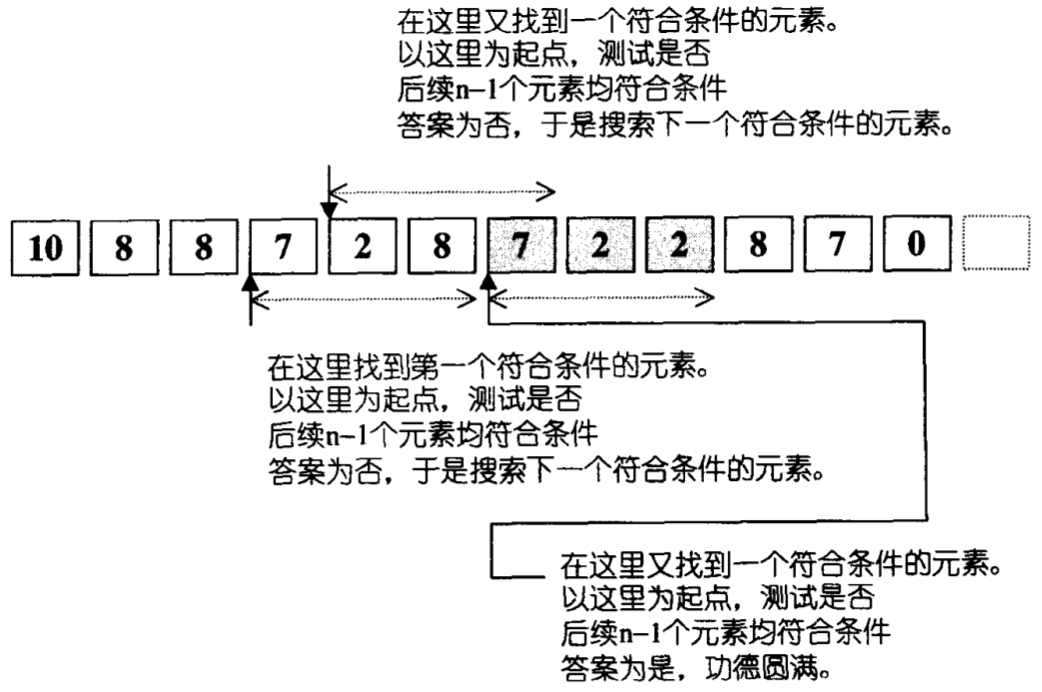 在这里又找到一个符合条件的元素。
以这里为起点，测试是否
后续n-1个元素均符合条件
答案为否，于是搜索下一个符合条件的元素。
10 8 8 7 2 8 7 2 2 8 7 0
在这里找到第一个符合条件的元素。
以这里为起点，测试是否
后续n-1个元素均符合条件
答案为否，于是搜索下一个符合条件的元素。
在这里又找到一个符合条件的元素。
以这里为起点，测试是否
后续n-1个元素均符合条件
答案为是，功德圆满。